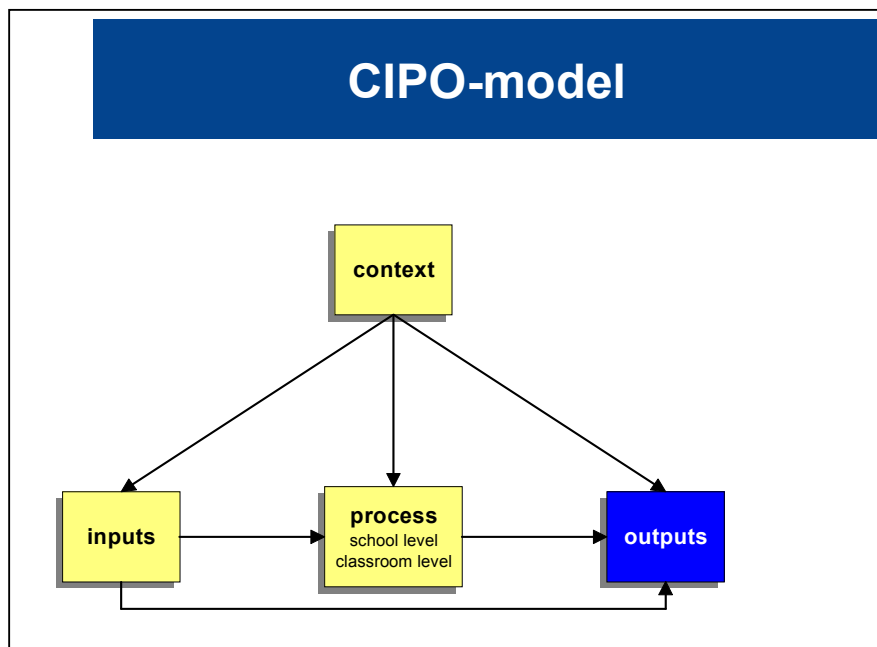 CIPO-model
context
inputs
process
school level
classroom level
outputs